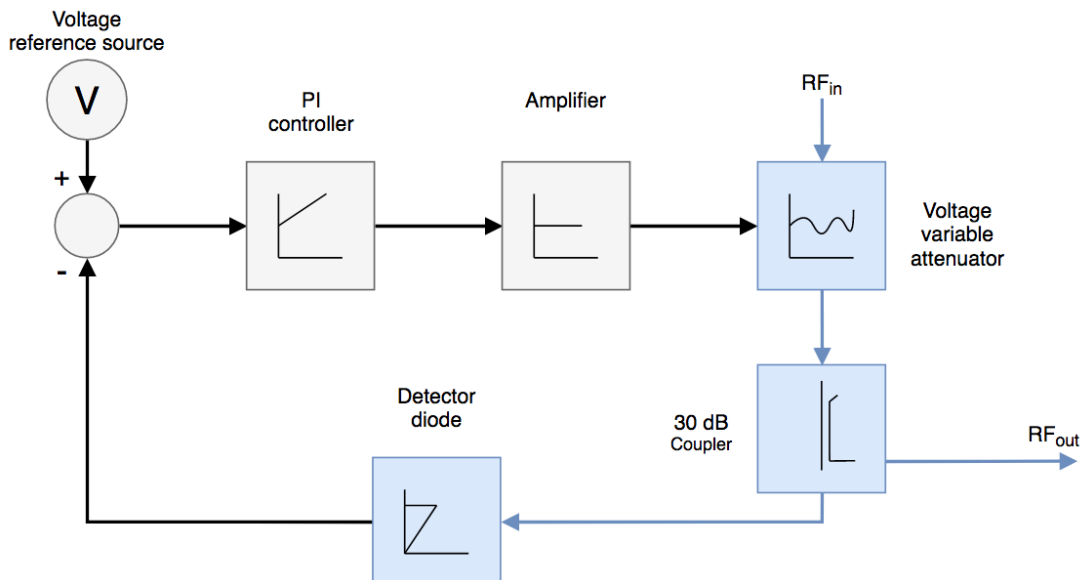 Voltage
reference source
V
+
-
PI
controller
Amplifier
RFin
Voltage
variable
attenuator
30 dB
Coupler
RFout
Detector
diode